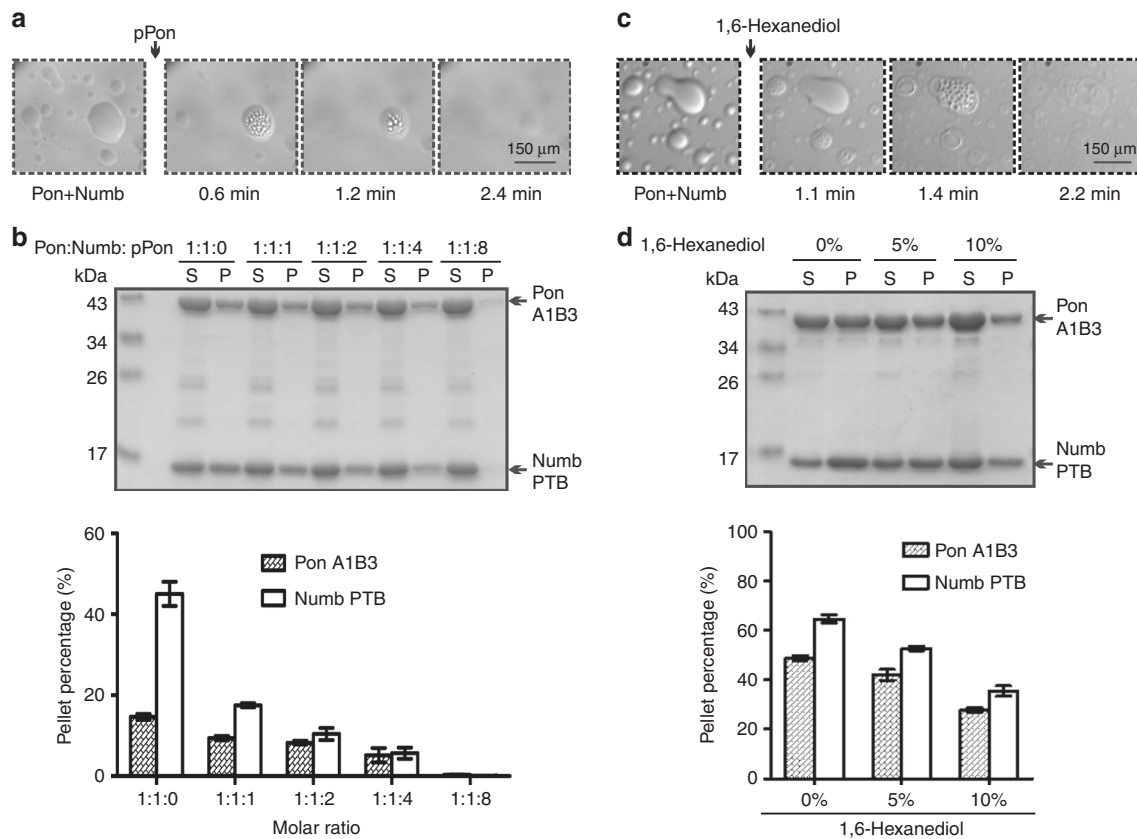 a
pPon
Pon+Numb 0.6 min 1.2 min 2.4 min
150 μm
b
Pon:Numb: pPon 1:1:0 1:1:1 1:1:2 1:1:4 1:1:8
kDa S P S P S P S P S P
43
34
26
17
Pon
A1B3
Numb
PTB
60
40
20
0
Pellet percentage (%)
Pon A1B3
Numb PTB
1:1:0 1:1:1 1:1:2 1:1:4 1:1:8
Molar ratio
c
1,6-Hexanediol
Pon+Numb 1.1 min 1.4 min 2.2 min
150 μm
d
1,6-Hexanediol 0% 5% 10%
kDa S P S P S P
43
34
26
17
Pon
A1B3
Numb
PTB
100
80
60
40
20
0
Pellet percentage (%)
Pon A1B3
Numb PTB
0% 5% 10%
1,6-Hexanediol